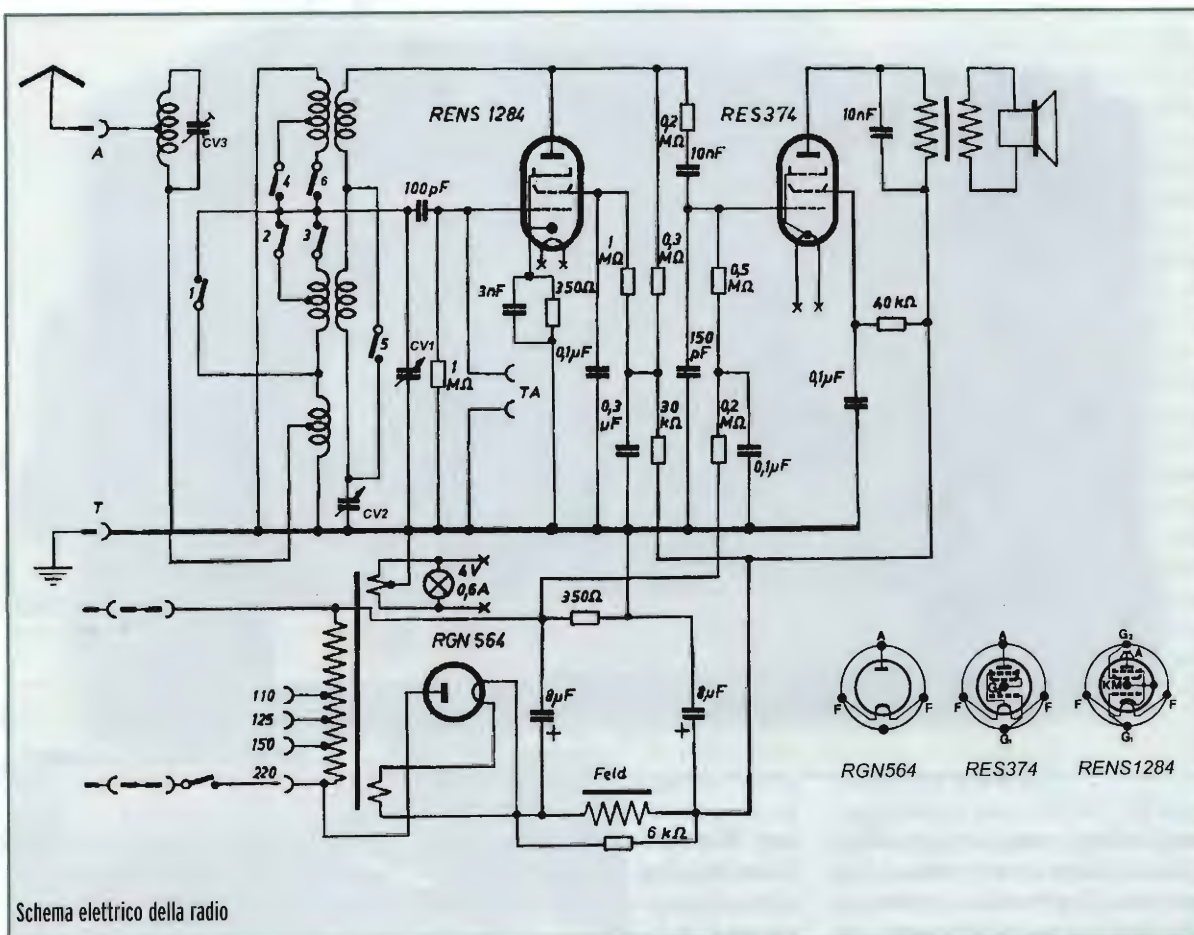 RENS 1284
RES374
10nF
A
CV3
0,2
MΩ
10nF
4
6
100pF
2
3
1
MΩ
0,3
MΩ
0,5
MΩ
1
3nF
350Ω
40 kΩ
CV1
5
0,1μF
150
pF
0,1μF
1
MΩ
TA
0,3
μF
30
kΩ
0,2
MΩ
0,1μF
T
CV2
4V
0,6A
350Ω
RGN 564
8μF
+
8μF
+
110
125
150
220
Feld
6 kΩ
A
F
F
RGN564
A
G2
F
F
G1
RES374
G2
A
K
M
F
F
G1
RENS1284
Schema elettrico della radio